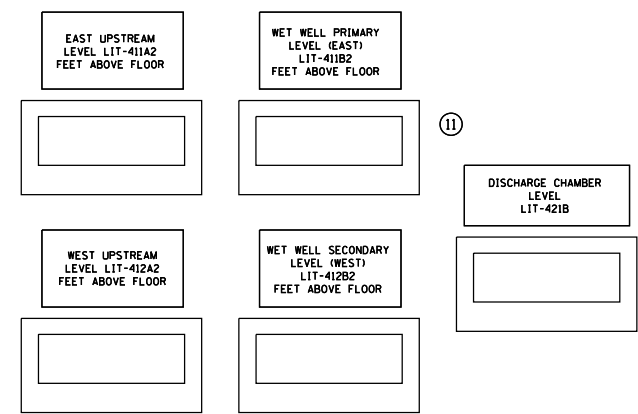 EAST UPSTREAM
LEVEL LIT-411A2
FEET ABOVE FLOOR
WET WELL PRIMARY
LEVEL (EAST)
LIT-411B2
FEET ABOVE FLOOR
11
DISCHARGE CHAMBER
LEVEL
LIT-421B
WEST UPSTREAM
LEVEL LIT-412A2
FEET ABOVE FLOOR
WET WELL SECONDARY
LEVEL (WEST)
LIT-412B2
FEET ABOVE FLOOR